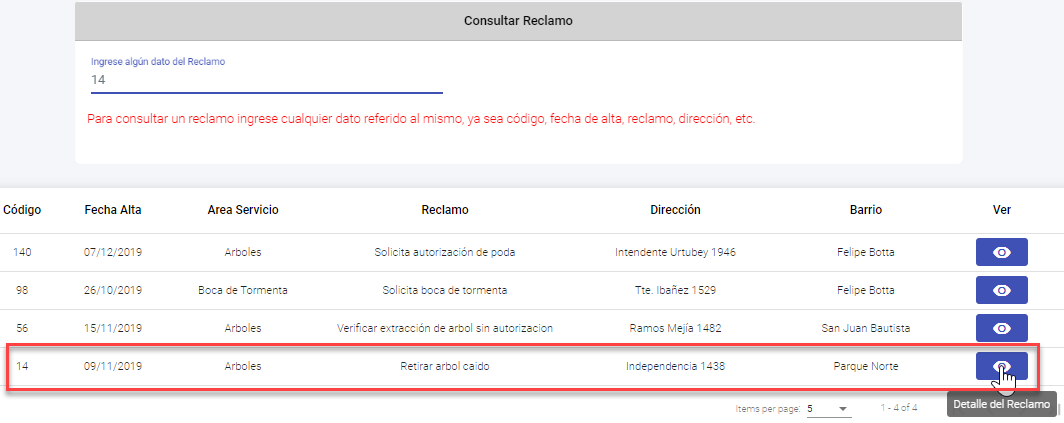 Consultar Reclamo
Ingrese algún dato del Reclamo
14
Para consultar un reclamo ingrese cualquier dato referido al mismo, ya sea código, fecha de alta, reclamo, dirección, etc.
Código Fecha Alta Area Servicio Reclamo Dirección Barrio Ver
140 07/12/2019 Arboles Solicita autorización de poda Intendente Urtubey 1946 Felipe Botta
98 26/10/2019 Boca de Tormenta Solicita boca de tormenta Tte. Ibañez 1529 Felipe Botta
56 15/11/2019 Arboles Verificar extracción de arbol sin autorizacion Ramos Mejía 1482 San Juan Bautista
14 09/11/2019 Arboles Retirar arbol caido Independencia 1438 Parque Norte
Items per page: 5 1 - 4 of 4 Detalle del Reclamo